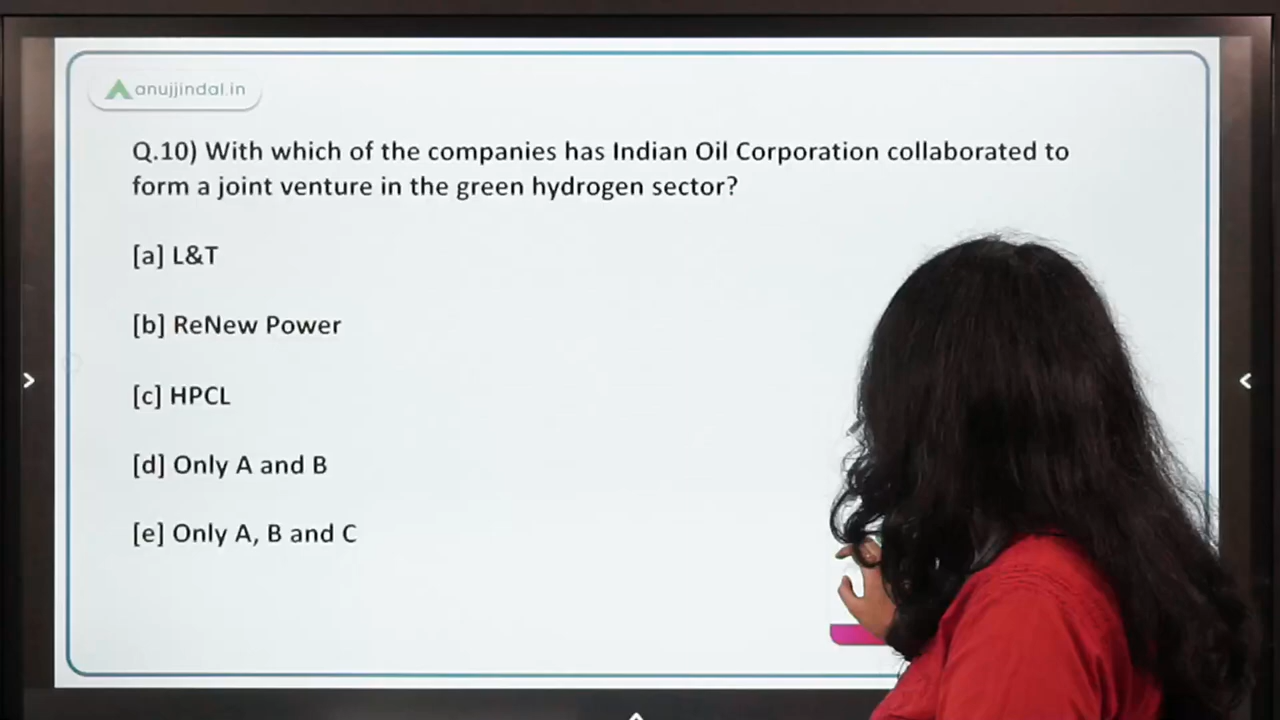 anujjindal.in
Q.10) With which of the companies has Indian Oil Corporation collaborated to
form a joint venture in the green hydrogen sector?
[a] L&T
[b] ReNew Power
[c] HPCL
[d] Only A and B
[e] Only A, B and C